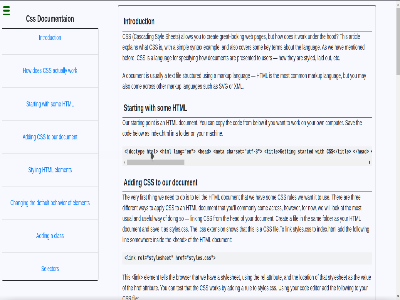 Css Documentaion
Introduction
How does CSS actually work
Starting with some HTML
Adding CSS to our document
Styling HTML elements
Changing the default behavior of elements
Adding a class
Selectors
Introduction
CSS (Cascading Style Sheets) allows you to create great-looking web pages, but how does it work under the hood? This article
explains what CSS is, with a simple syntax example, and also covers some key terms about the language. As we have mentioned
before, CSS is a language for specifying how documents are presented to users — how they are styled, laid out, etc.
A document is usually a text file structured using a markup language — HTML is the most common markup language, but you may
also come across other markup languages such as SVG or XML.
Starting with some HTML
Our starting point is an HTML document. You can copy the code from below if you want to work on your own computer. Save the
code below as index.html in a folder on your machine.
<!doctype html> <html lang="en"> <head> <meta charset="utf-8"> <title>Getting started with CSS</title> </head>
Adding CSS to our document
The very first thing we need to do is to tell the HTML document that we have some CSS rules we want it to use. There are three
different ways to apply CSS to an HTML document that you'll commonly come across, however, for now, we will look at the most
usual and useful way of doing so — linking CSS from the head of your document. Create a file in the same folder as your HTML
document and save it as styles.css. The .css extension shows that this is a CSS file. To link styles.css to index.html add the following
line somewhere inside the <head> of the HTML document:
<link rel="stylesheet" href="styles.css">
This <link> element tells the browser that we have a stylesheet, using the rel attribute, and the location of that stylesheet as the value
of the href attribute. You can test that the CSS works by adding a rule to styles.css. Using your code editor add the following to your
CSS file: